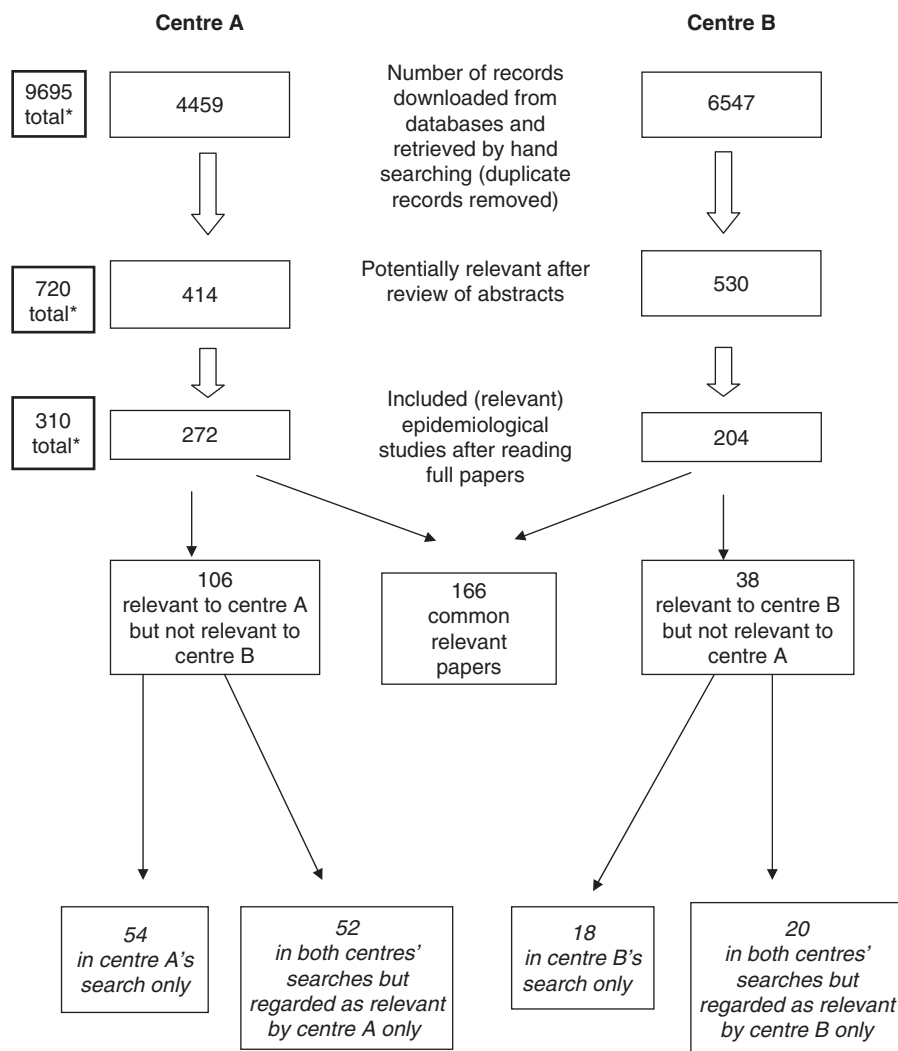 Centre A
Centre B
9695
total*
4459
Number of records
downloaded from
databases and
retrieved by hand
searching (duplicate
records removed)
6547
720
total*
414
Potentially relevant after
review of abstracts
530
310
total*
272
Included (relevant)
epidemiological
studies after reading
full papers
204
106
relevant to centre A
but not relevant to
centre B
166
common
relevant
papers
38
relevant to centre B
but not relevant to
centre A
54
in centre A's
search only
52
in both centres'
searches but
regarded as relevant
by centre A only
18
in centre B's
search only
20
in both centres'
searches but
regarded as relevant
by centre B only